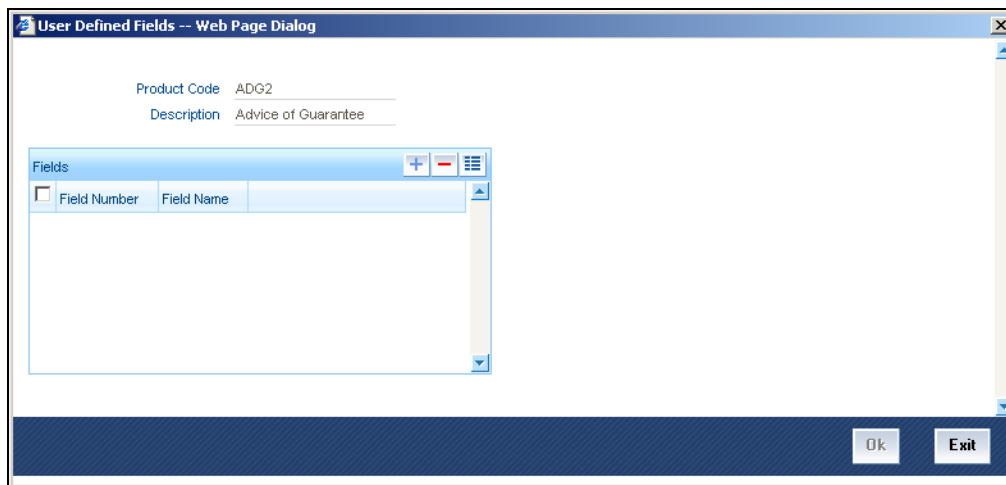 User Defined Fields -- Web Page Dialog
Product Code ADG2
Description Advice of Guarantee
Fields
Field Number Field Name
Ok Exit